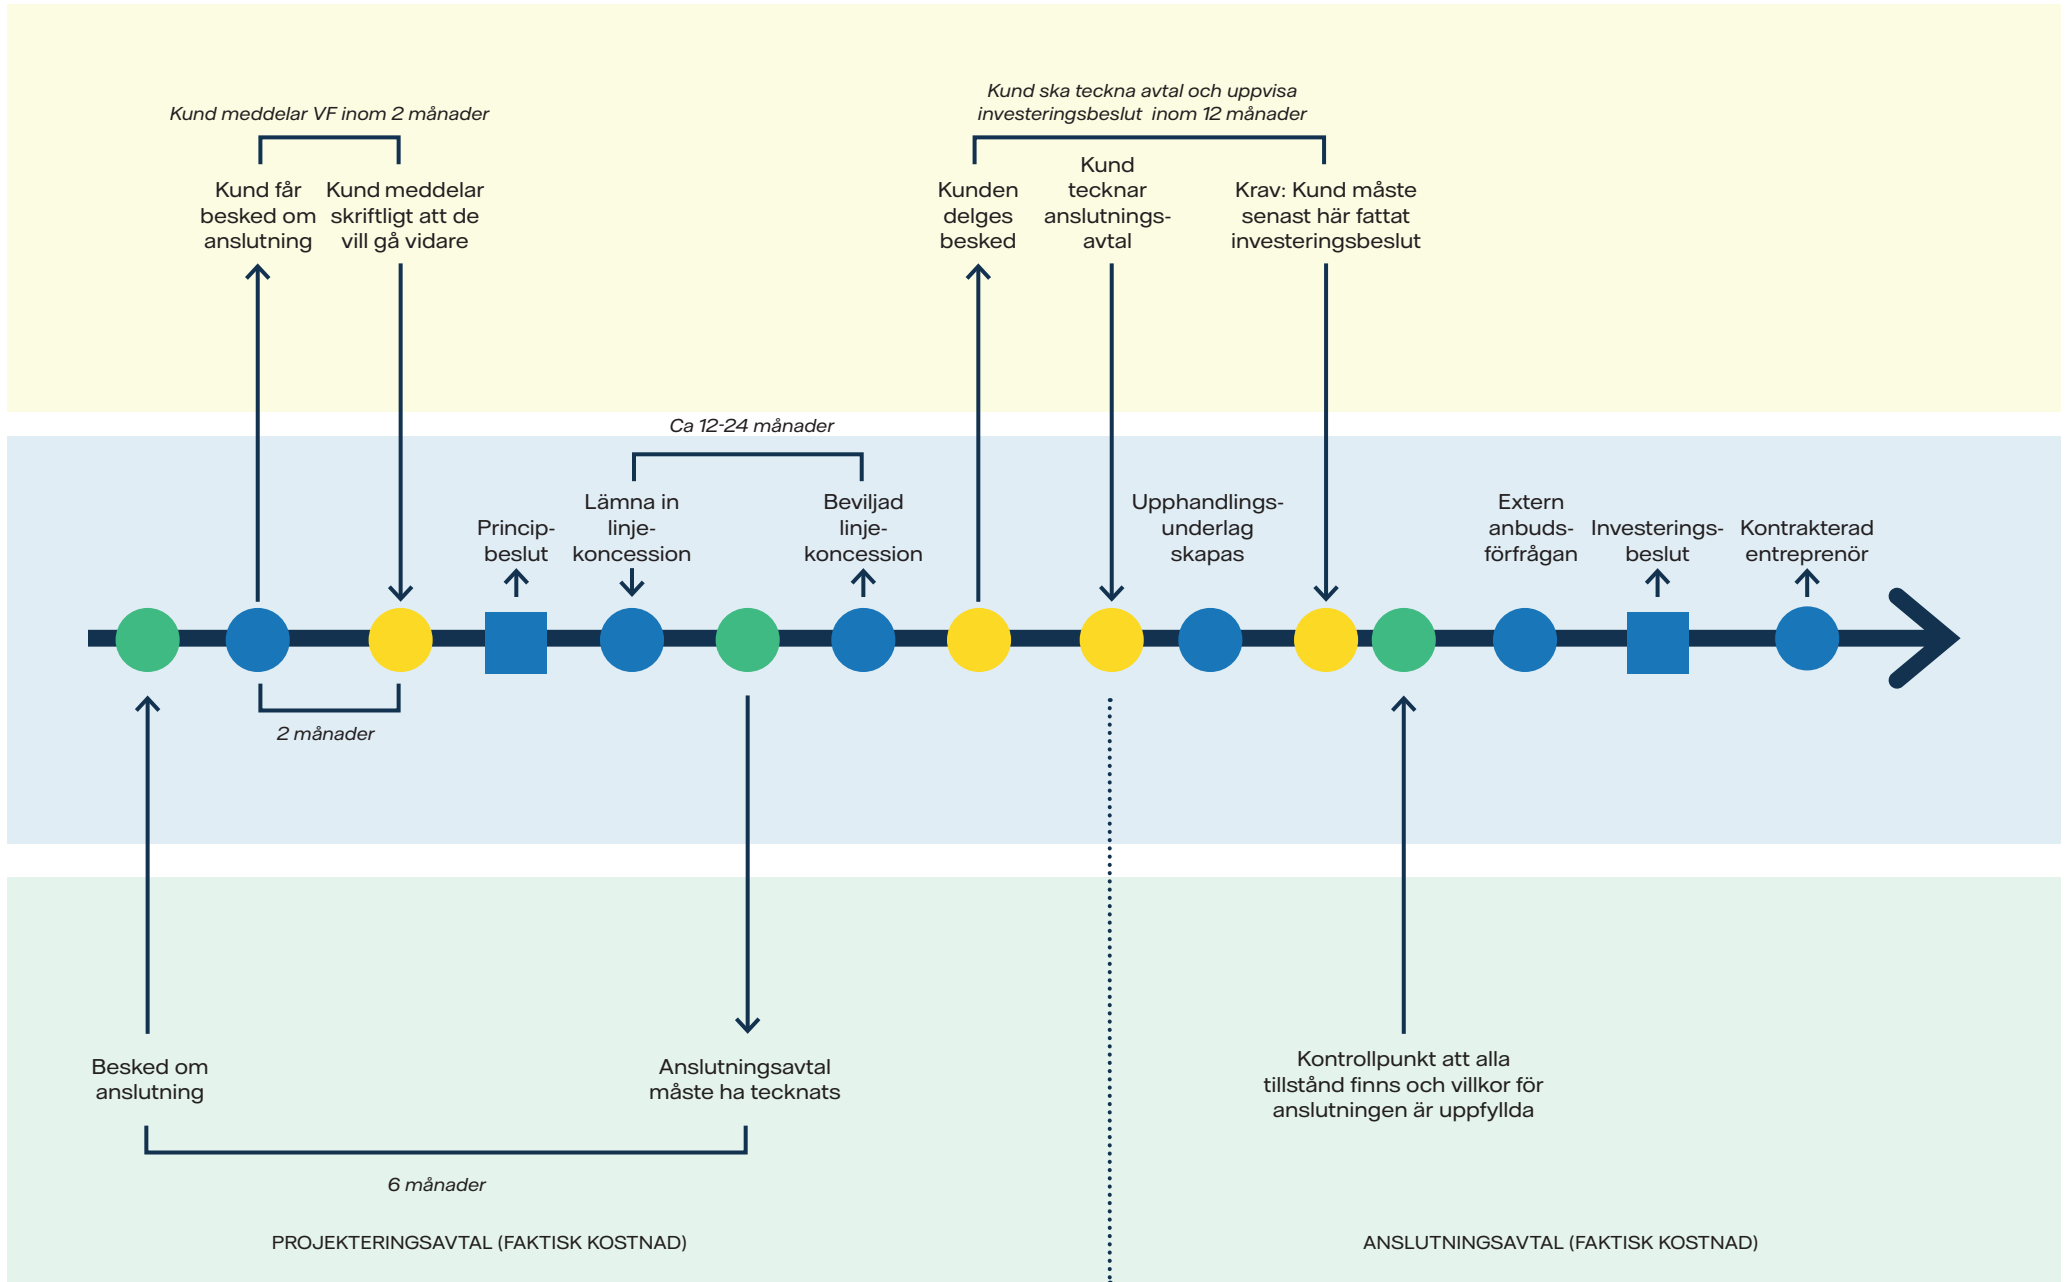 Kund meddelar VF inom 2 månader
Kund får
besked om
anslutning
Kund meddelar
skriftligt att de
vill gå vidare
Kund ska teckna avtal och uppvisa
investeringsbeslut inom 12 månader
Kunden
delges
besked
Kund
tecknar
anslutnings-
avtal
Krav: Kund måste
senast här fattat
investeringsbeslut
Ca 12-24 månader
Princip-
beslut
Lämna in
linje-
koncession
Beviljad
linje-
koncession
Upphandlings-
underlag
skapas
Extern
anbuds-
förfrågan
Investerings-
beslut
Kontrakterad
entreprenör
2 månader
Besked om
anslutning
Anslutningsavtal
måste ha tecknats
Kontrollpunkt att alla
tillstånd finns och villkor för
anslutningen är uppfyllda
6 månader
PROJEKTERINGSAVTAL (FAKTISK KOSTNAD)
ANSLUTNINGSAVTAL (FAKTISK KOSTNAD)